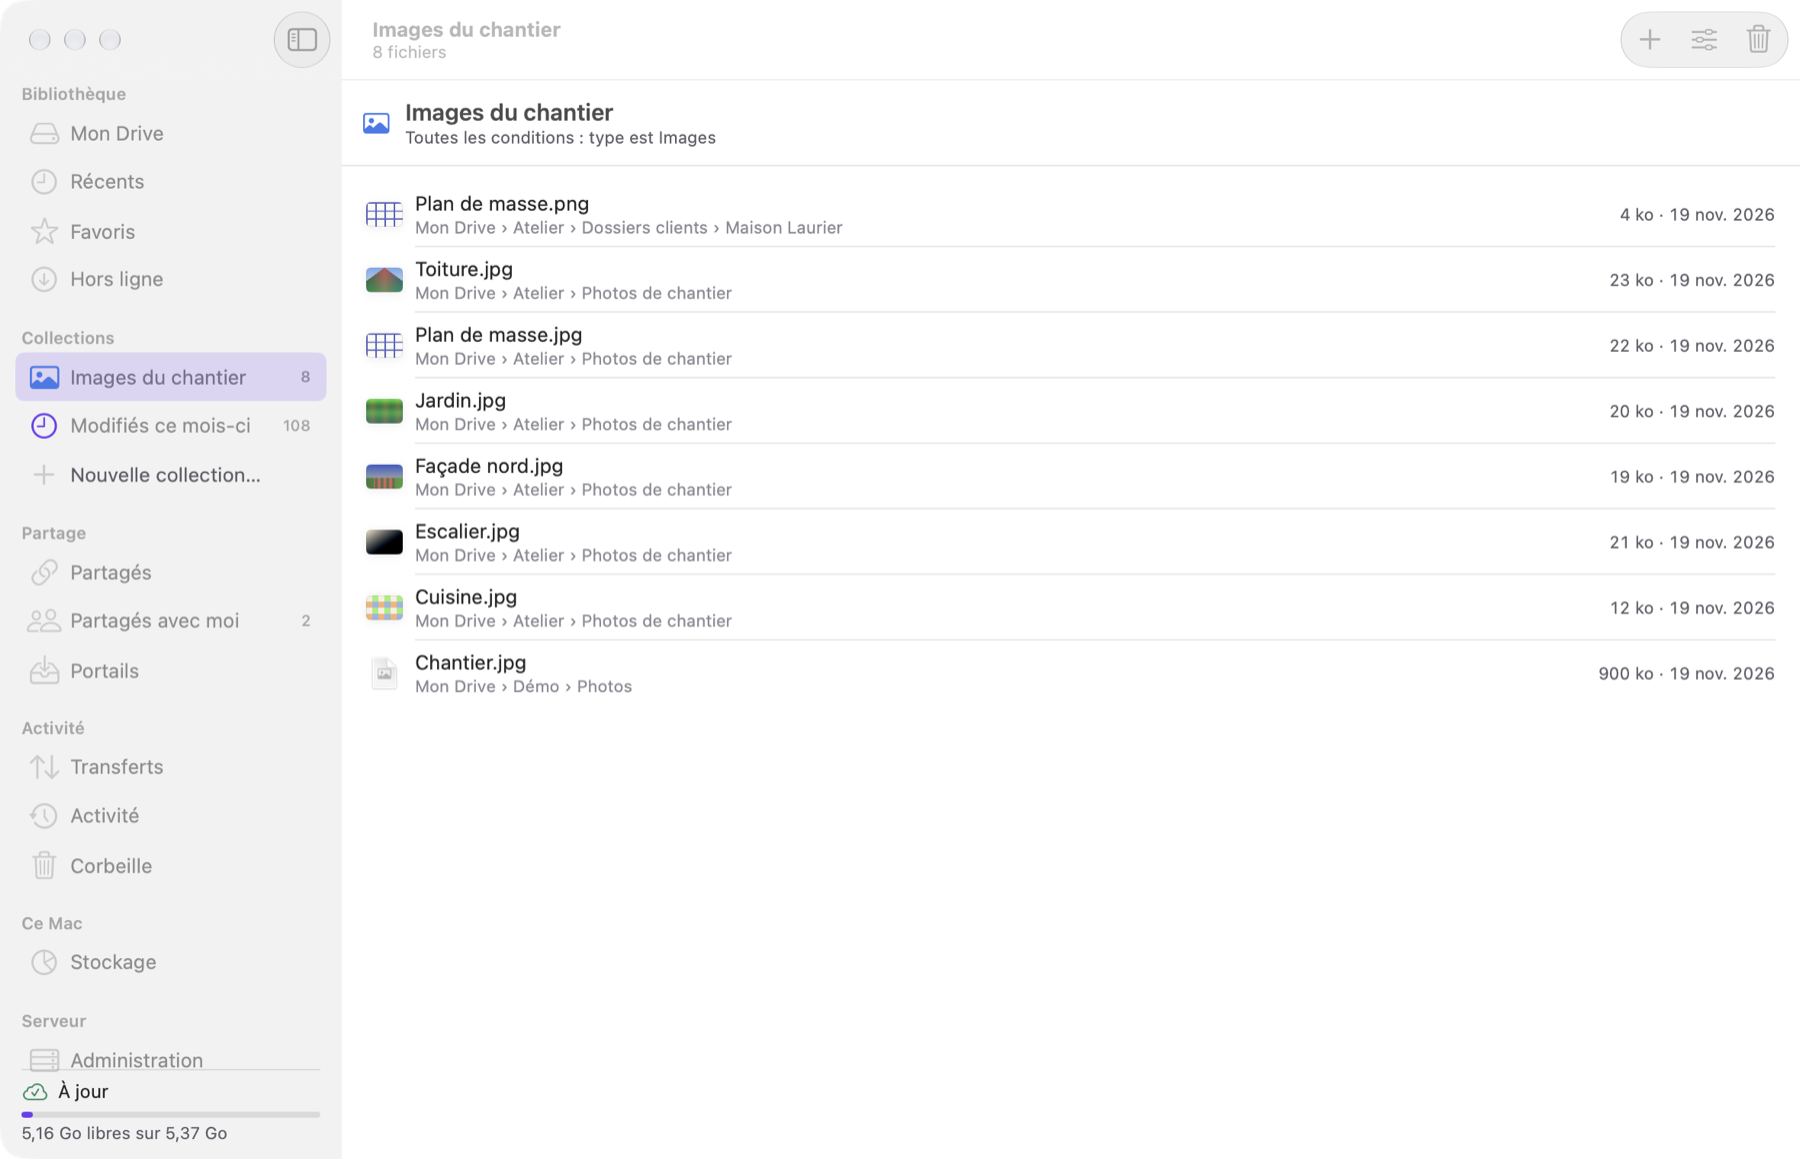 Bibliothèque
Mon Drive
Récents
Favoris
Hors ligne
Collections
Images du chantier 8
Modifiés ce mois-ci 108
Nouvelle collection...
Partage
Partagés
Partagés avec moi 2
Portails
Activité
Transferts
Activité
Corbeille
Ce Mac
Stockage
Serveur
Administration
À jour
5,16 Go libres sur 5,37 Go
Images du chantier
8 fichiers
Images du chantier
Toutes les conditions : type est Images
Plan de masse.png
Mon Drive › Atelier › Dossiers clients › Maison Laurier
4 ko · 19 nov. 2026
Toiture.jpg
Mon Drive › Atelier › Photos de chantier
23 ko · 19 nov. 2026
Plan de masse.jpg
Mon Drive › Atelier › Photos de chantier
22 ko · 19 nov. 2026
Jardin.jpg
Mon Drive › Atelier › Photos de chantier
20 ko · 19 nov. 2026
Façade nord.jpg
Mon Drive › Atelier › Photos de chantier
19 ko · 19 nov. 2026
Escalier.jpg
Mon Drive › Atelier › Photos de chantier
21 ko · 19 nov. 2026
Cuisine.jpg
Mon Drive › Atelier › Photos de chantier
12 ko · 19 nov. 2026
Chantier.jpg
Mon Drive › Démo › Photos
900 ko · 19 nov. 2026